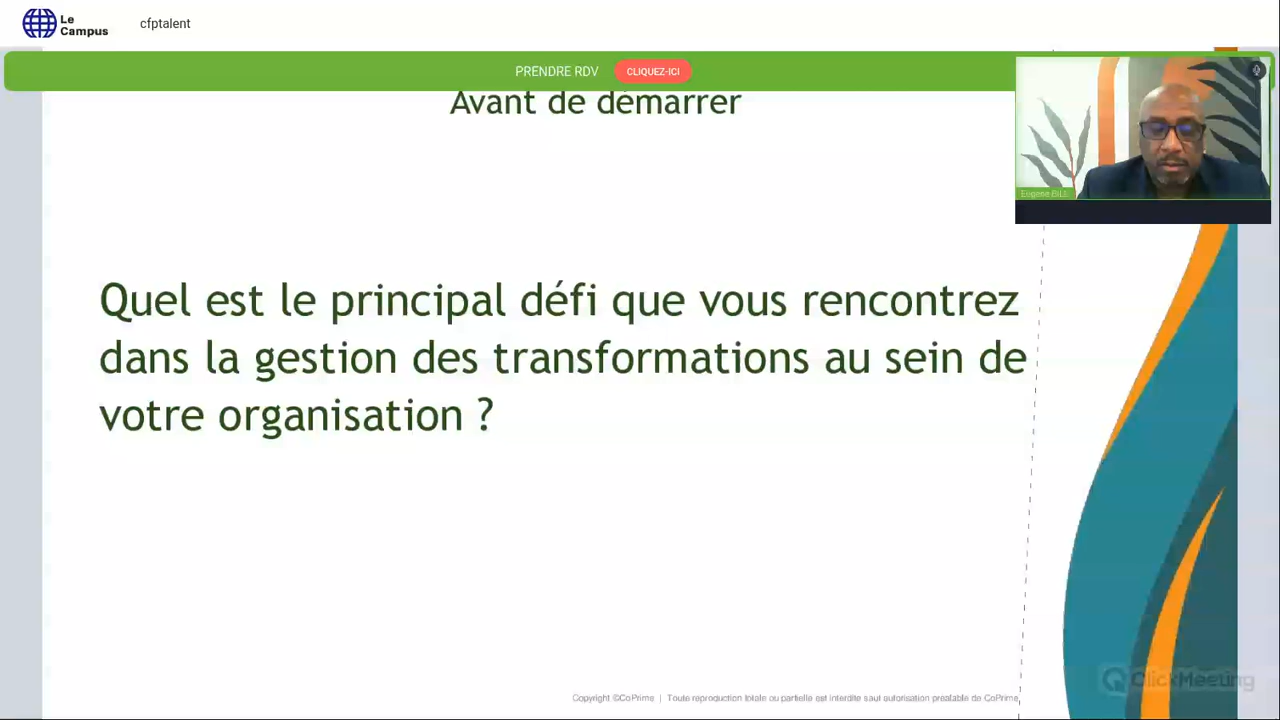 Le
Campus
cfptalent
PRENDRE RDV CLIQUEZ-ICI
Avant de démarrer
Eugene
Quel est le principal défi que vous rencontrez
dans la gestion des transformations au sein de
votre organisation ?
ClickMeeting
Copyright ©CoPrime | Toute reproduction totale ou partielle est interdite sauf autorisation préalable de CoPrime